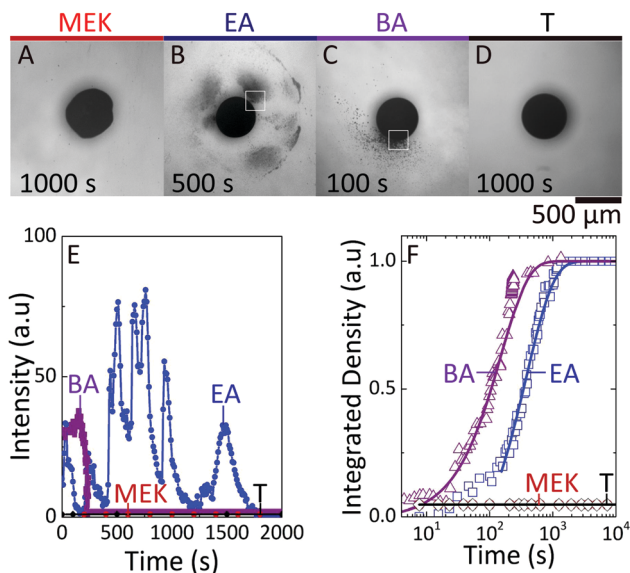 MEK EA BA T
A B C D
1000 s 500 s 100 s 1000 s
500 µm
E
100
50
0
Intensity (a.u)
BA
EA
MEK
T
0 500 1000 1500 2000
Time (s)
F
1.0
0.5
0.0
Integrated Density (a.u)
BA
EA
MEK
T
10¹ 10² 10³ 10⁴
Time (s)